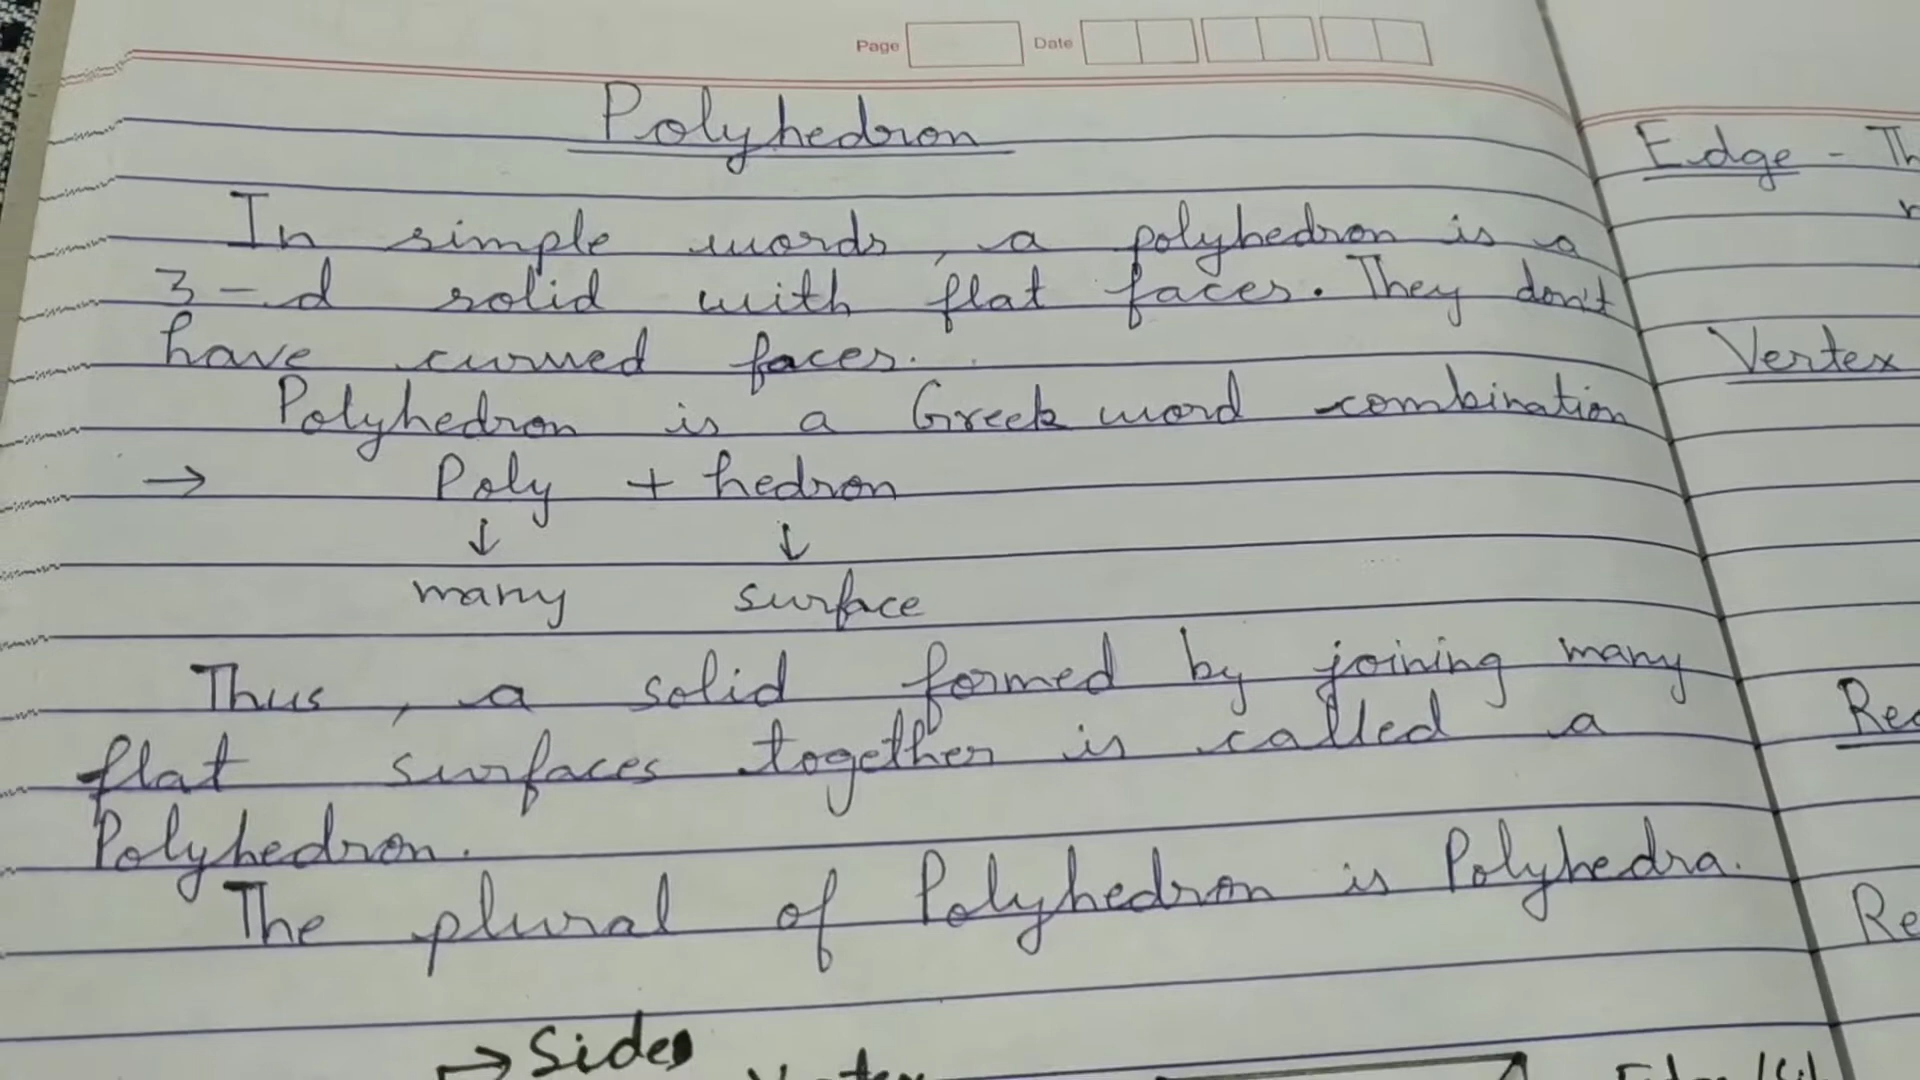 Page Date
Polyhedron
In simple words, a polyhedron is a
3-d solid with flat faces. They don't
have curved faces.
Polyhedron is a Greek word combination
→ Poly + hedron
↓ ↓
many surface
Thus, a solid formed by joining many
flat surfaces together is called a
Polyhedron.
The plural of Polyhedron is Polyhedra.
→ Side
Edge -
Vertex